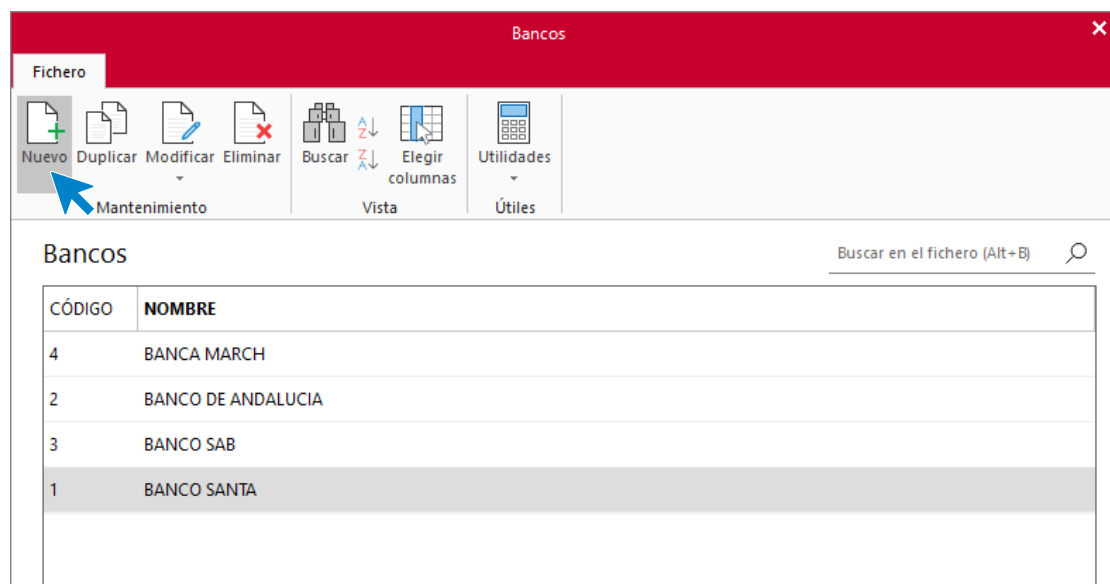 Bancos
Fichero
Nuevo Duplicar Modificar Eliminar Buscar Elegir columnas Utilidades
Mantenimiento Vista Útiles
Bancos
Buscar en el fichero (Alt+B)
CÓDIGO NOMBRE
4 BANCA MARCH
2 BANCO DE ANDALUCIA
3 BANCO SAB
1 BANCO SANTA